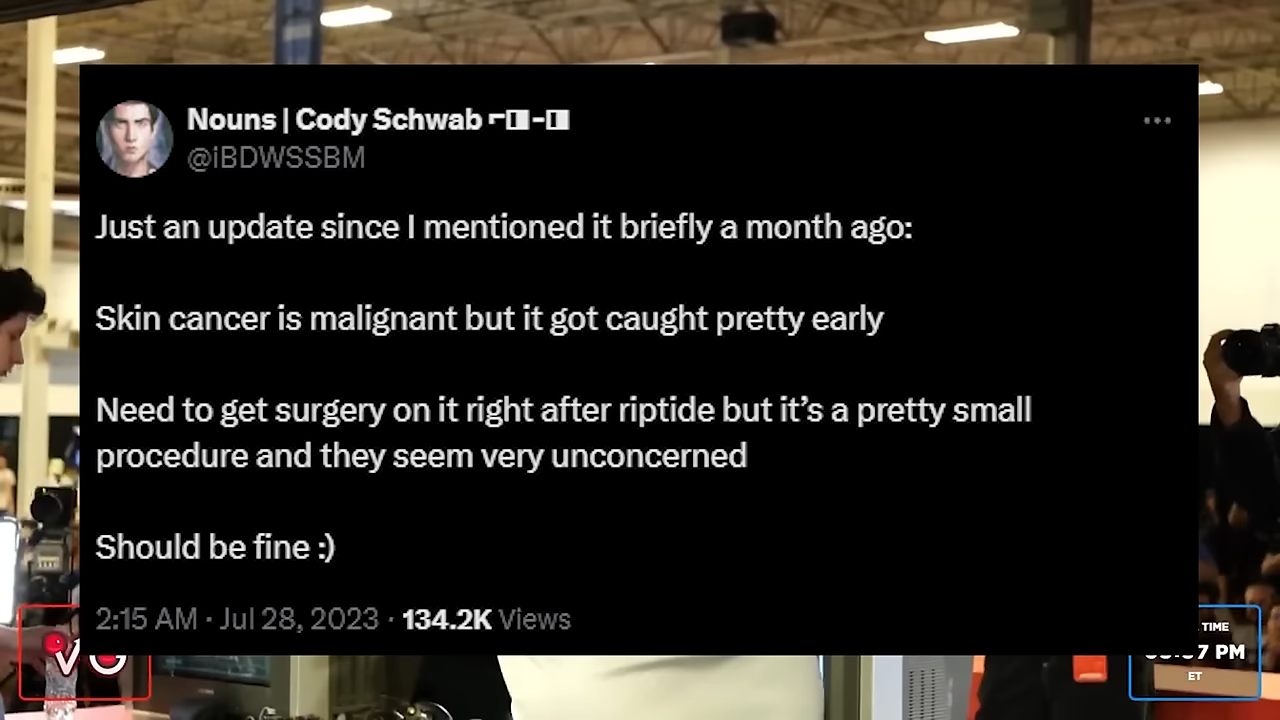 Nouns | Cody Schwab ⌐◨-◨
@iBDWSSBM
Just an update since I mentioned it briefly a month ago:
Skin cancer is malignant but it got caught pretty early
Need to get surgery on it right after riptide but it’s a pretty small
procedure and they seem very unconcerned
Should be fine :)
2:15 AM · Jul 28, 2023 · 134.2K Views
TIME
PM
ET